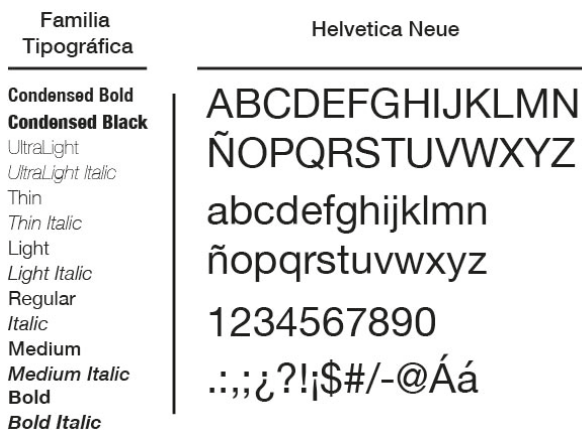 Familia
Tipográfica
Condensed Bold
Condensed Black
UltraLight
UltraLight Italic
Thin
Thin Italic
Light
Light Italic
Regular
Italic
Medium
Medium Italic
Bold
Bold Italic
Helvetica Neue
ABCDEFGHIJKLMN
ÑOPQRSTUVWXYZ
abcdefghijklmn
ñopqrstuvwxyz
1234567890
.:,;¿?!¡$#/-@Áá